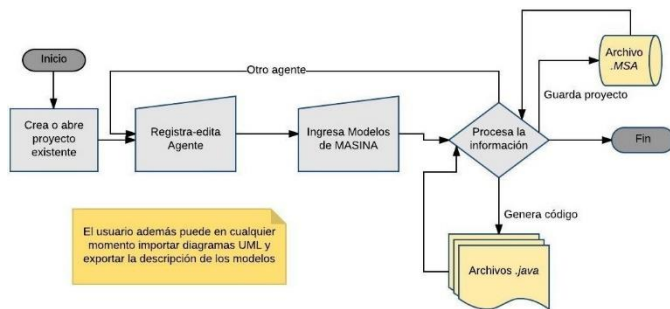 Inicio
Otro agente
Archivo
.MSA
Guarda proyecto
Crea o abre
proyecto
existente
Registra-edita
Agente
Ingresa Modelos
de MASINA
Procesa la
información
Fin
Genera código
El usuario además puede en cualquier
momento importar diagramas UML y
exportar la descripción de los modelos
Archivos .java